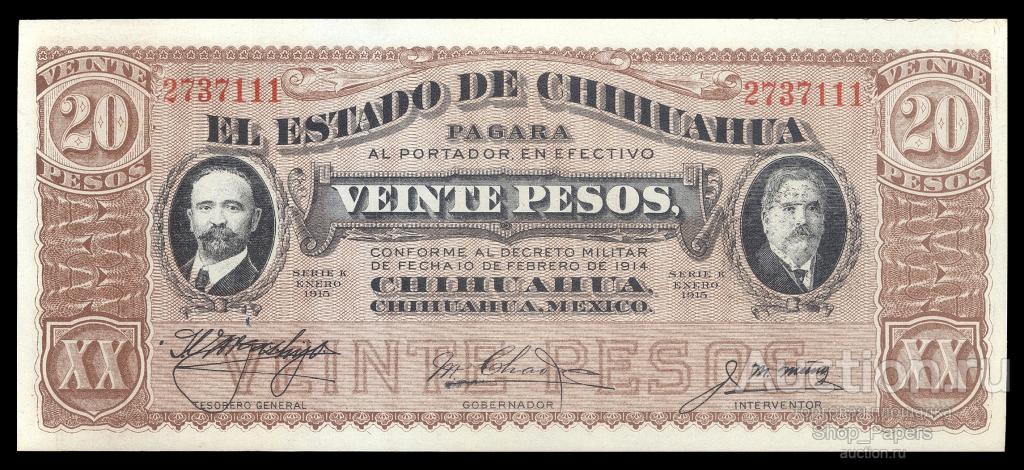 VEINTE
20
PESOS
2737111
2737111
VEINTE
20
PESOS
EL ESTADO DE CHIHUAHUA
PAGARA
AL PORTADOR, EN EFECTIVO
VEINTE PESOS,
CONFORME AL DECRETO MILITAR
DE FECHA 10 DE FEBRERO DE 1914.
CHIHUAHUA,
CHIHUAHUA, MEXICO.
SERIE K
ENERO
1915
SERIE K
ENERO
1915
VEINTE PESOS
XX
XX
TESORERO GENERAL
GOBERNADOR
INTERVENTOR
Auction.ru
Shop_Papers
auction.ru